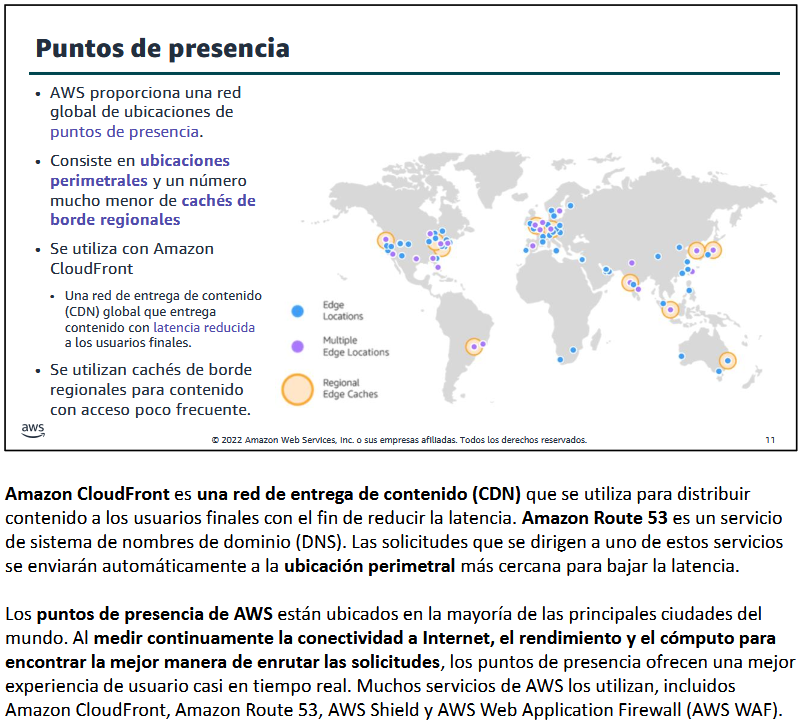 Puntos de presencia
• AWS proporciona una red
global de ubicaciones de
puntos de presencia.
• Consiste en ubicaciones
perimetrales y un número
mucho menor de cachés de
borde regionales
• Se utiliza con Amazon
CloudFront
• Una red de entrega de contenido
(CDN) global que entrega
contenido con latencia reducida
a los usuarios finales.
• Se utilizan cachés de borde
regionales para contenido
con acceso poco frecuente.
Edge
Locations
Multiple
Edge Locations
Regional
Edge Caches
aws
© 2022 Amazon Web Services, Inc. o sus empresas afiliadas. Todos los derechos reservados.
11
Amazon CloudFront es una red de entrega de contenido (CDN) que se utiliza para distribuir
contenido a los usuarios finales con el fin de reducir la latencia. Amazon Route 53 es un servicio
de sistema de nombres de dominio (DNS). Las solicitudes que se dirigen a uno de estos servicios
se enviarán automáticamente a la ubicación perimetral más cercana para bajar la latencia.
Los puntos de presencia de AWS están ubicados en la mayoría de las principales ciudades del
mundo. Al medir continuamente la conectividad a Internet, el rendimiento y el cómputo para
encontrar la mejor manera de enrutar las solicitudes, los puntos de presencia ofrecen una mejor
experiencia de usuario casi en tiempo real. Muchos servicios de AWS los utilizan, incluidos
Amazon CloudFront, Amazon Route 53, AWS Shield y AWS Web Application Firewall (AWS WAF).